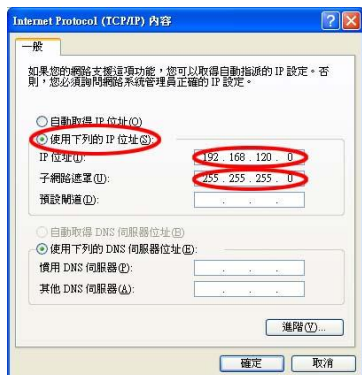 Internet Protocol (TCP/IP) 內容
一般
如果您的網路支援這項功能，您可以取得自動指派的 IP 設定。否
則，您必須詢問網路系統管理員正確的 IP 設定。
自動取得 IP 位址(O)
使用下列的 IP 位址(S):
IP 位址(I): 192 . 168 . 120 . 0
子網路遮罩(U): 255 . 255 . 255 . 0
預設閘道(D): . . .
自動取得 DNS 伺服器位址(B)
使用下列的 DNS 伺服器位址(E):
慣用 DNS 伺服器(P): . . .
其他 DNS 伺服器(A): . . .
進階(V)...
確定 取消